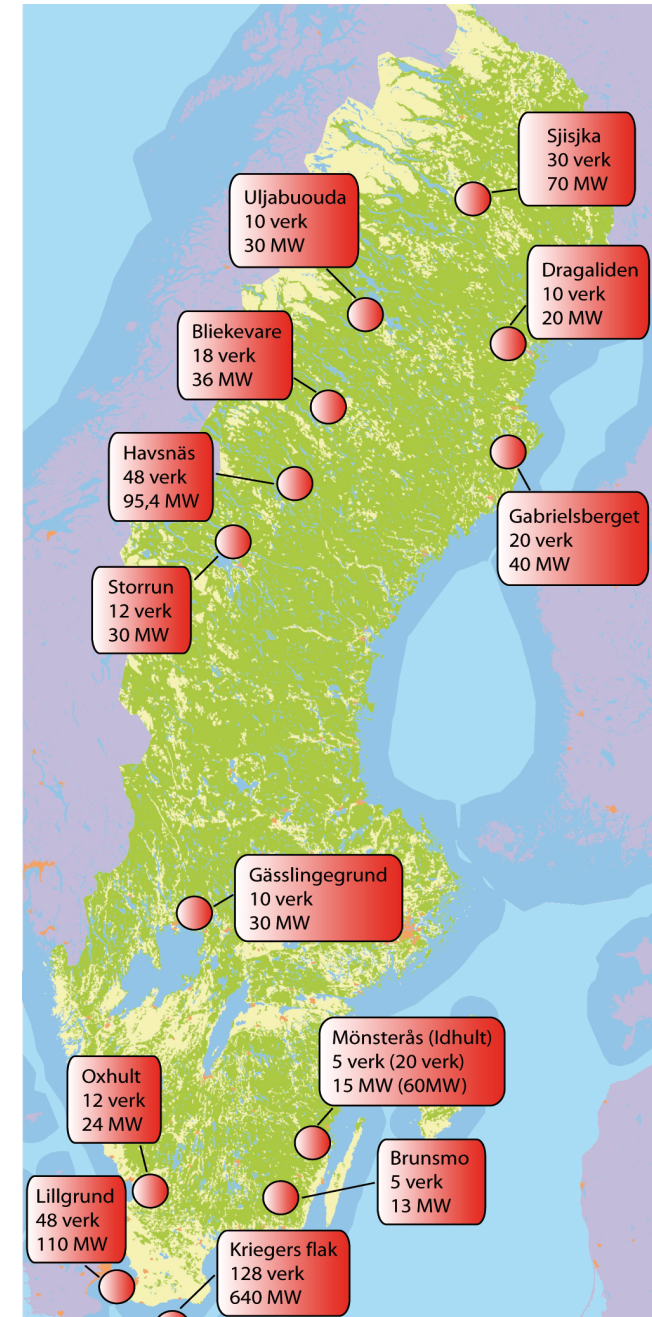 Sjisjka
30 verk
70 MW
Uljabuouda
10 verk
30 MW
Dragaliden
10 verk
20 MW
Bliekevare
18 verk
36 MW
Havsnäs
48 verk
95,4 MW
Gabrielsberget
20 verk
40 MW
Storrun
12 verk
30 MW
Gässlingegrund
10 verk
30 MW
Mönsterås (Idhult)
5 verk (20 verk)
15 MW (60MW)
Oxhult
12 verk
24 MW
Brunsmo
5 verk
13 MW
Lillgrund
48 verk
110 MW
Kriegers flak
128 verk
640 MW